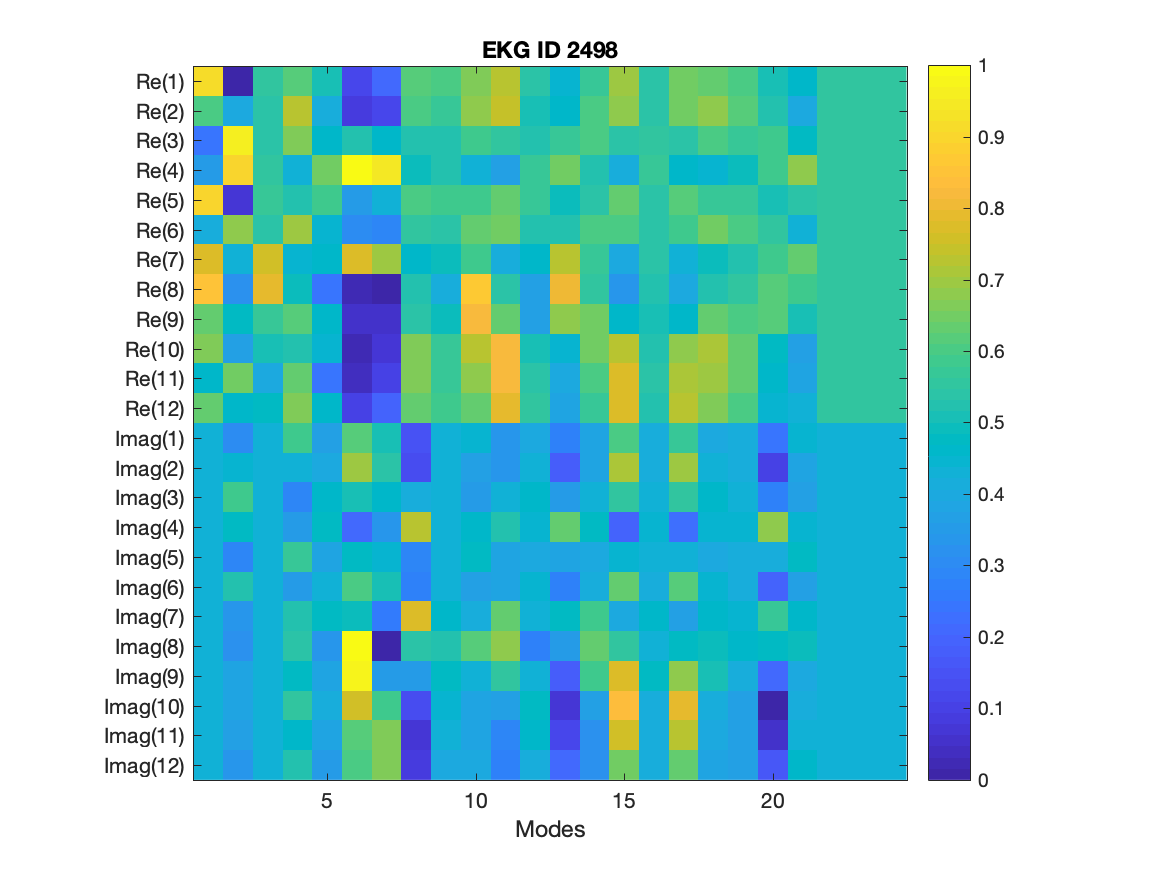 EKG ID 2498
Re(1)
Re(2)
Re(3)
Re(4)
Re(5)
Re(6)
Re(7)
Re(8)
Re(9)
Re(10)
Re(11)
Re(12)
Imag(1)
Imag(2)
Imag(3)
Imag(4)
Imag(5)
Imag(6)
Imag(7)
Imag(8)
Imag(9)
Imag(10)
Imag(11)
Imag(12)
5 10 15 20
Modes
1
0.9
0.8
0.7
0.6
0.5
0.4
0.3
0.2
0.1
0